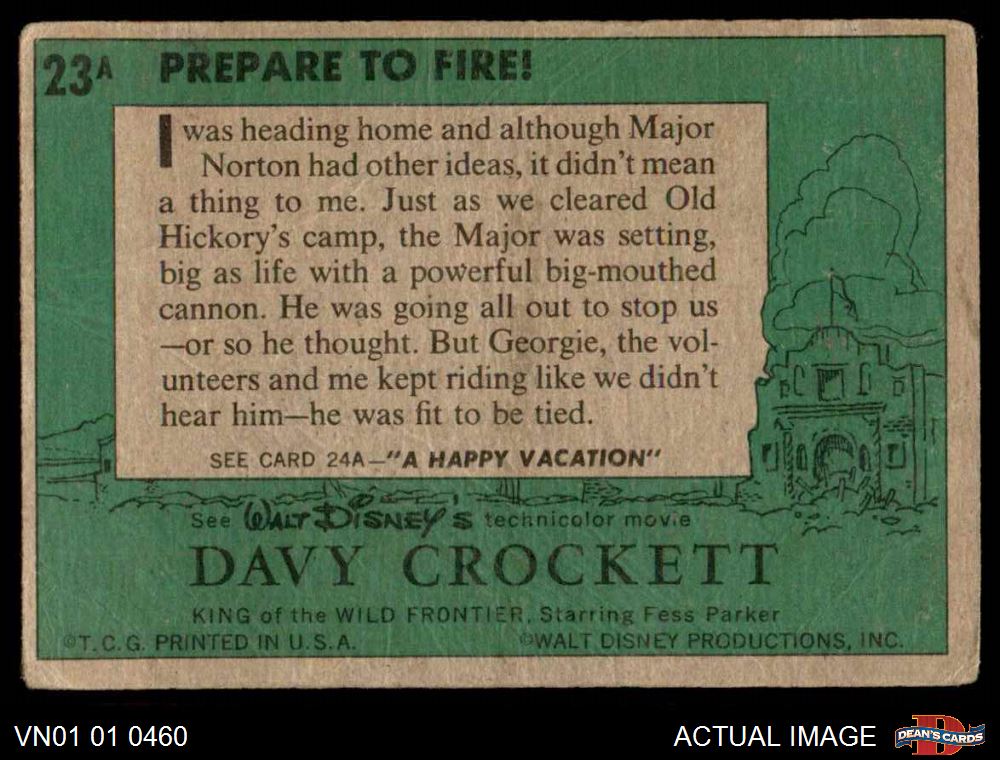 23A PREPARE TO FIRE!
I was heading home and although Major
Norton had other ideas, it didn't mean
a thing to me. Just as we cleared Old
Hickory's camp, the Major was setting,
big as life with a powerful big-mouthed
cannon. He was going all out to stop us
—or so he thought. But Georgie, the vol-
unteers and me kept riding like we didn't
hear him—he was fit to be tied.
SEE CARD 24A—"A HAPPY VACATION"
See WALT DISNEY'S technicolor movie
DAVY CROCKETT
KING of the WILD FRONTIER, Starring Fess Parker
©T.C.G. PRINTED IN U.S.A. ©WALT DISNEY PRODUCTIONS, INC.
VN01 01 0460 ACTUAL IMAGE D DEAN'S CARDS